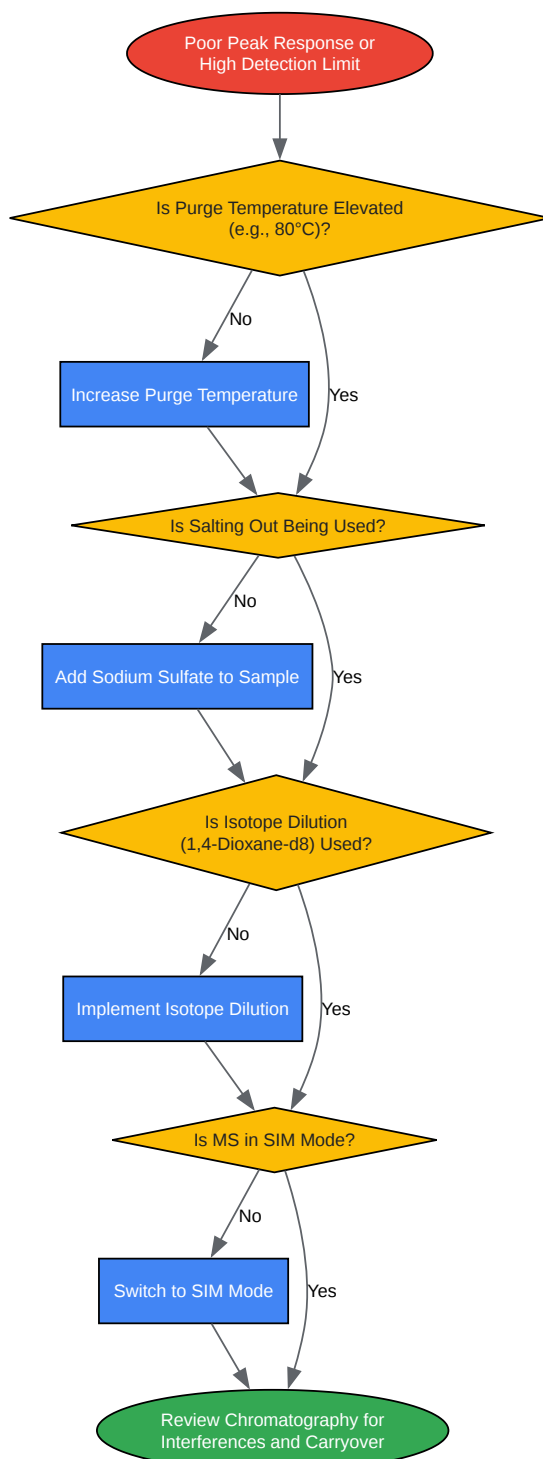 Poor Peak Response or
High Detection Limit
Is Purge Temperature Elevated
(e.g., 80°C)?
No
Increase Purge Temperature
Yes
Is Salting Out Being Used?
No
Add Sodium Sulfate to Sample
Yes
Is Isotope Dilution
(1,4-Dioxane-d8) Used?
No
Implement Isotope Dilution
Yes
Is MS in SIM Mode?
No
Switch to SIM Mode
Yes
Review Chromatography for
Interferences and Carryover